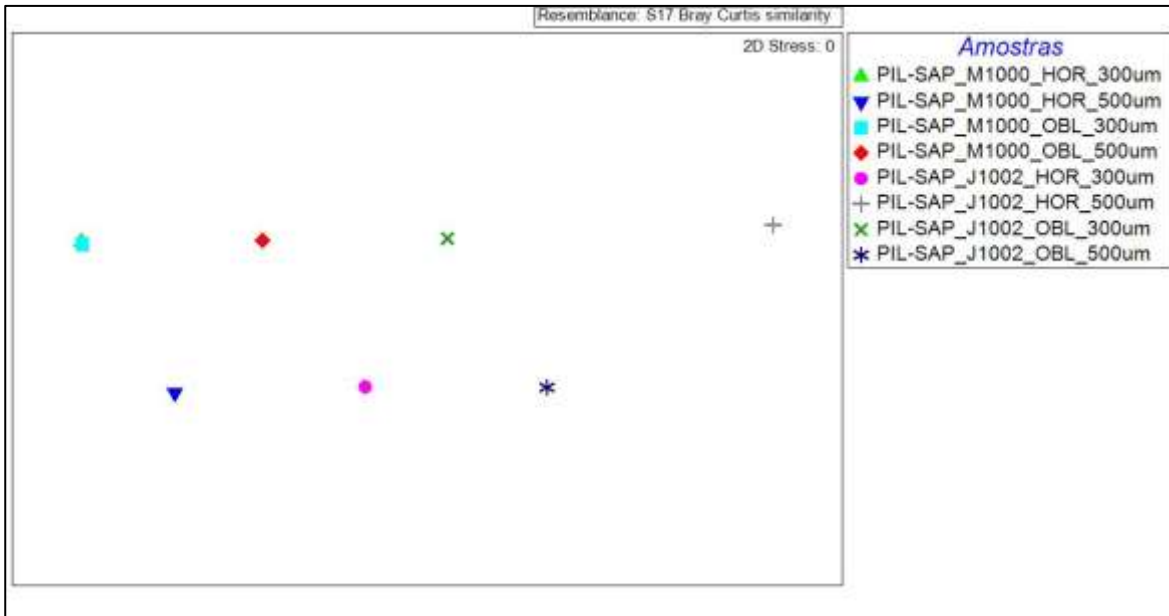 Resemblance: S17 Bray Curtis similarity
2D Stress: 0
Amostras
PIL-SAP_M1000_HOR_300um
PIL-SAP_M1000_HOR_500um
PIL-SAP_M1000_OBL_300um
PIL-SAP_M1000_OBL_500um
PIL-SAP_J1002_HOR_300um
PIL-SAP_J1002_HOR_500um
PIL-SAP_J1002_OBL_300um
PIL-SAP_J1002_OBL_500um